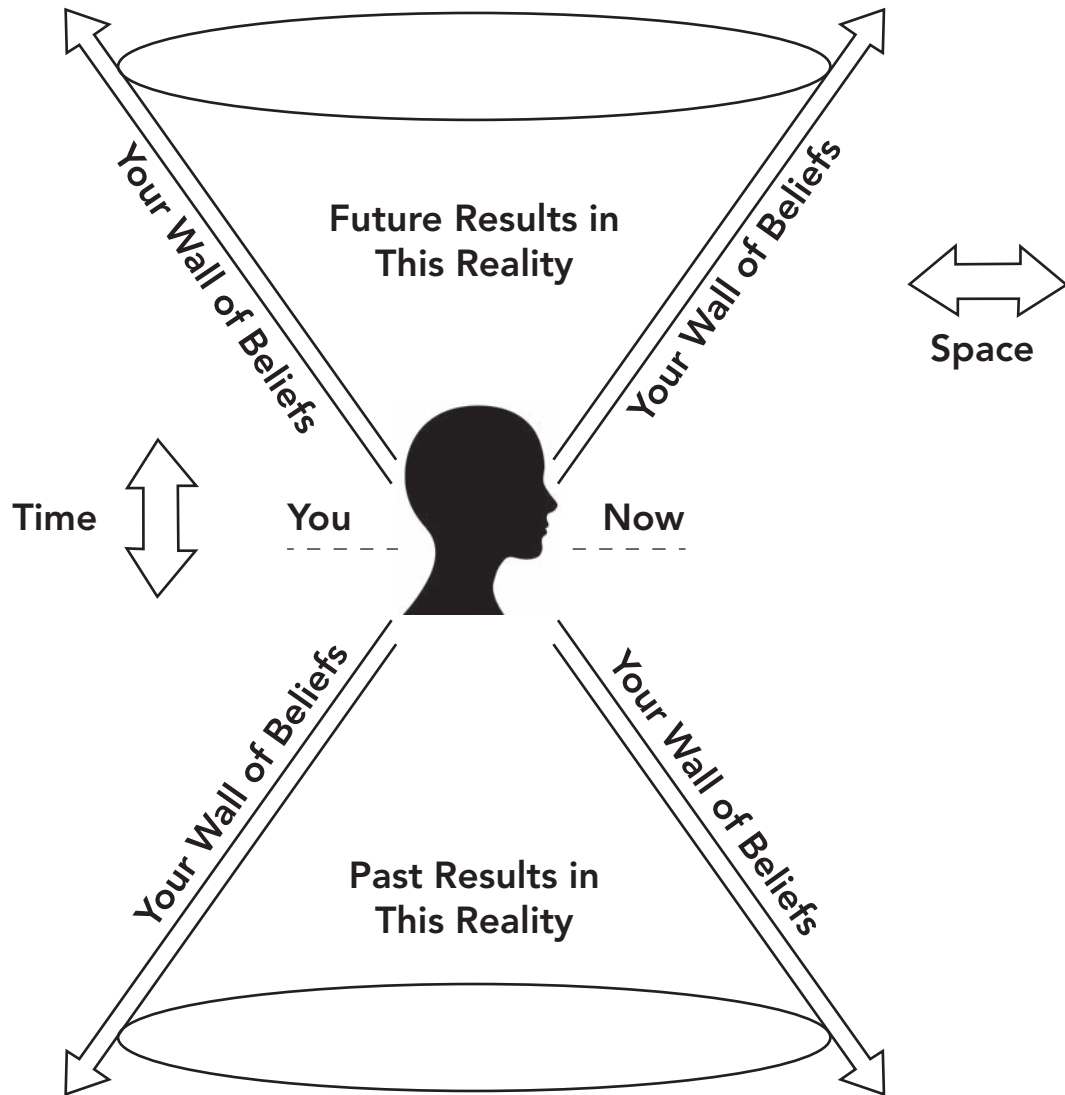 Your Wall of Beliefs
Your Wall of Beliefs
Future Results in
This Reality
Space
Time
You
Now
Your Wall of Beliefs
Your Wall of Beliefs
Past Results in
This Reality